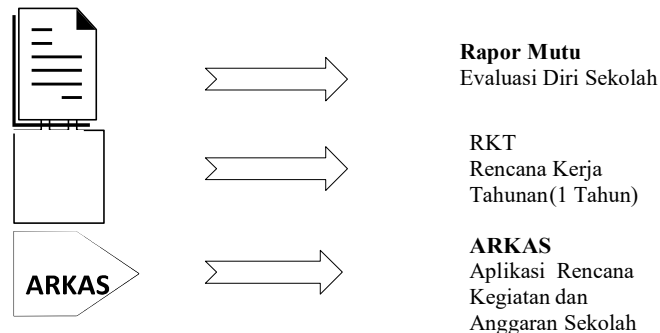 Rapor Mutu
Evaluasi Diri Sekolah
RKT
Rencana Kerja
Tahunan(1 Tahun)
ARKAS
ARKAS
Aplikasi Rencana
Kegiatan dan
Anggaran Sekolah